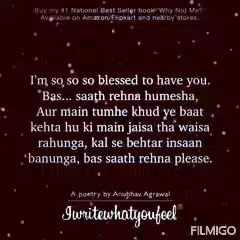 Buy my #1 National Best Seller book 'Why Not Me?'
Available on Amazon/Flipkart and nearby stores.
I'm so so so blessed to have you.
Bas... saath rehna humesha,
Aur main tumhe khud ye baat
kehta hu ki main jaisa tha waisa
rahunga, kal se behtar insaan
banunga, bas saath rehna please.
A poetry by Anubhav Agrawal
Iwritewhatyoufeel®
FILMIGO